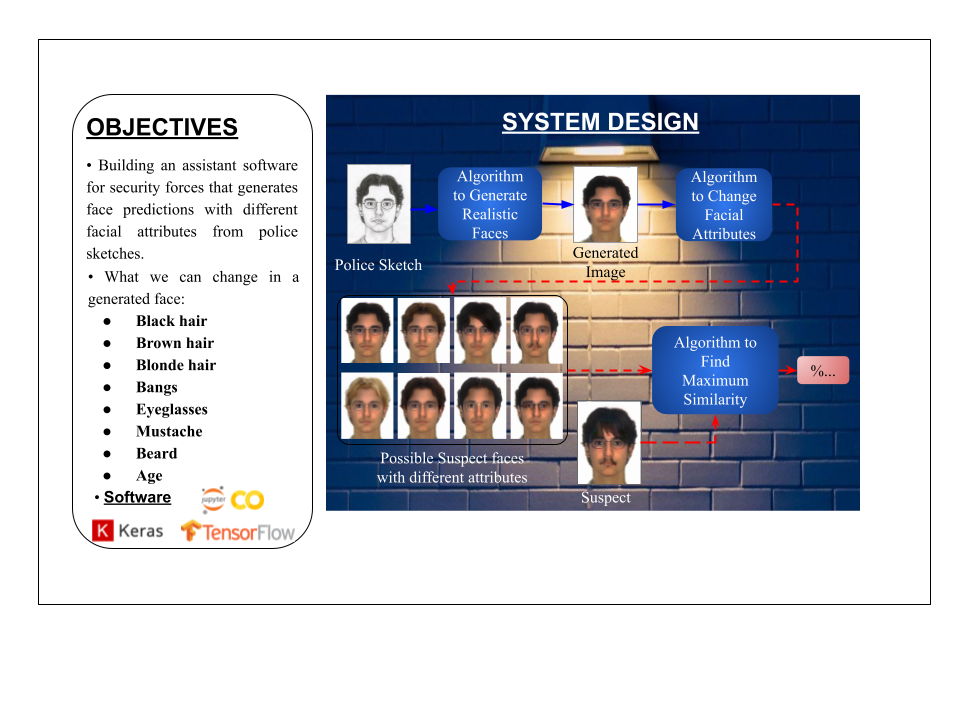 OBJECTIVES
• Building an assistant software
for security forces that generates
face predictions with different
facial attributes from police
sketches.
• What we can change in a
generated face:
● Black hair
● Brown hair
● Blonde hair
● Bangs
● Eyeglasses
● Mustache
● Beard
● Age
• Software
jupyter
CO
K Keras
TensorFlow
SYSTEM DESIGN
Police Sketch
Algorithm
to Generate
Realistic
Faces
Generated
Image
Algorithm
to Change
Facial
Attributes
Possible Suspect faces
with different attributes
Suspect
Algorithm to
Find
Maximum
Similarity
%...